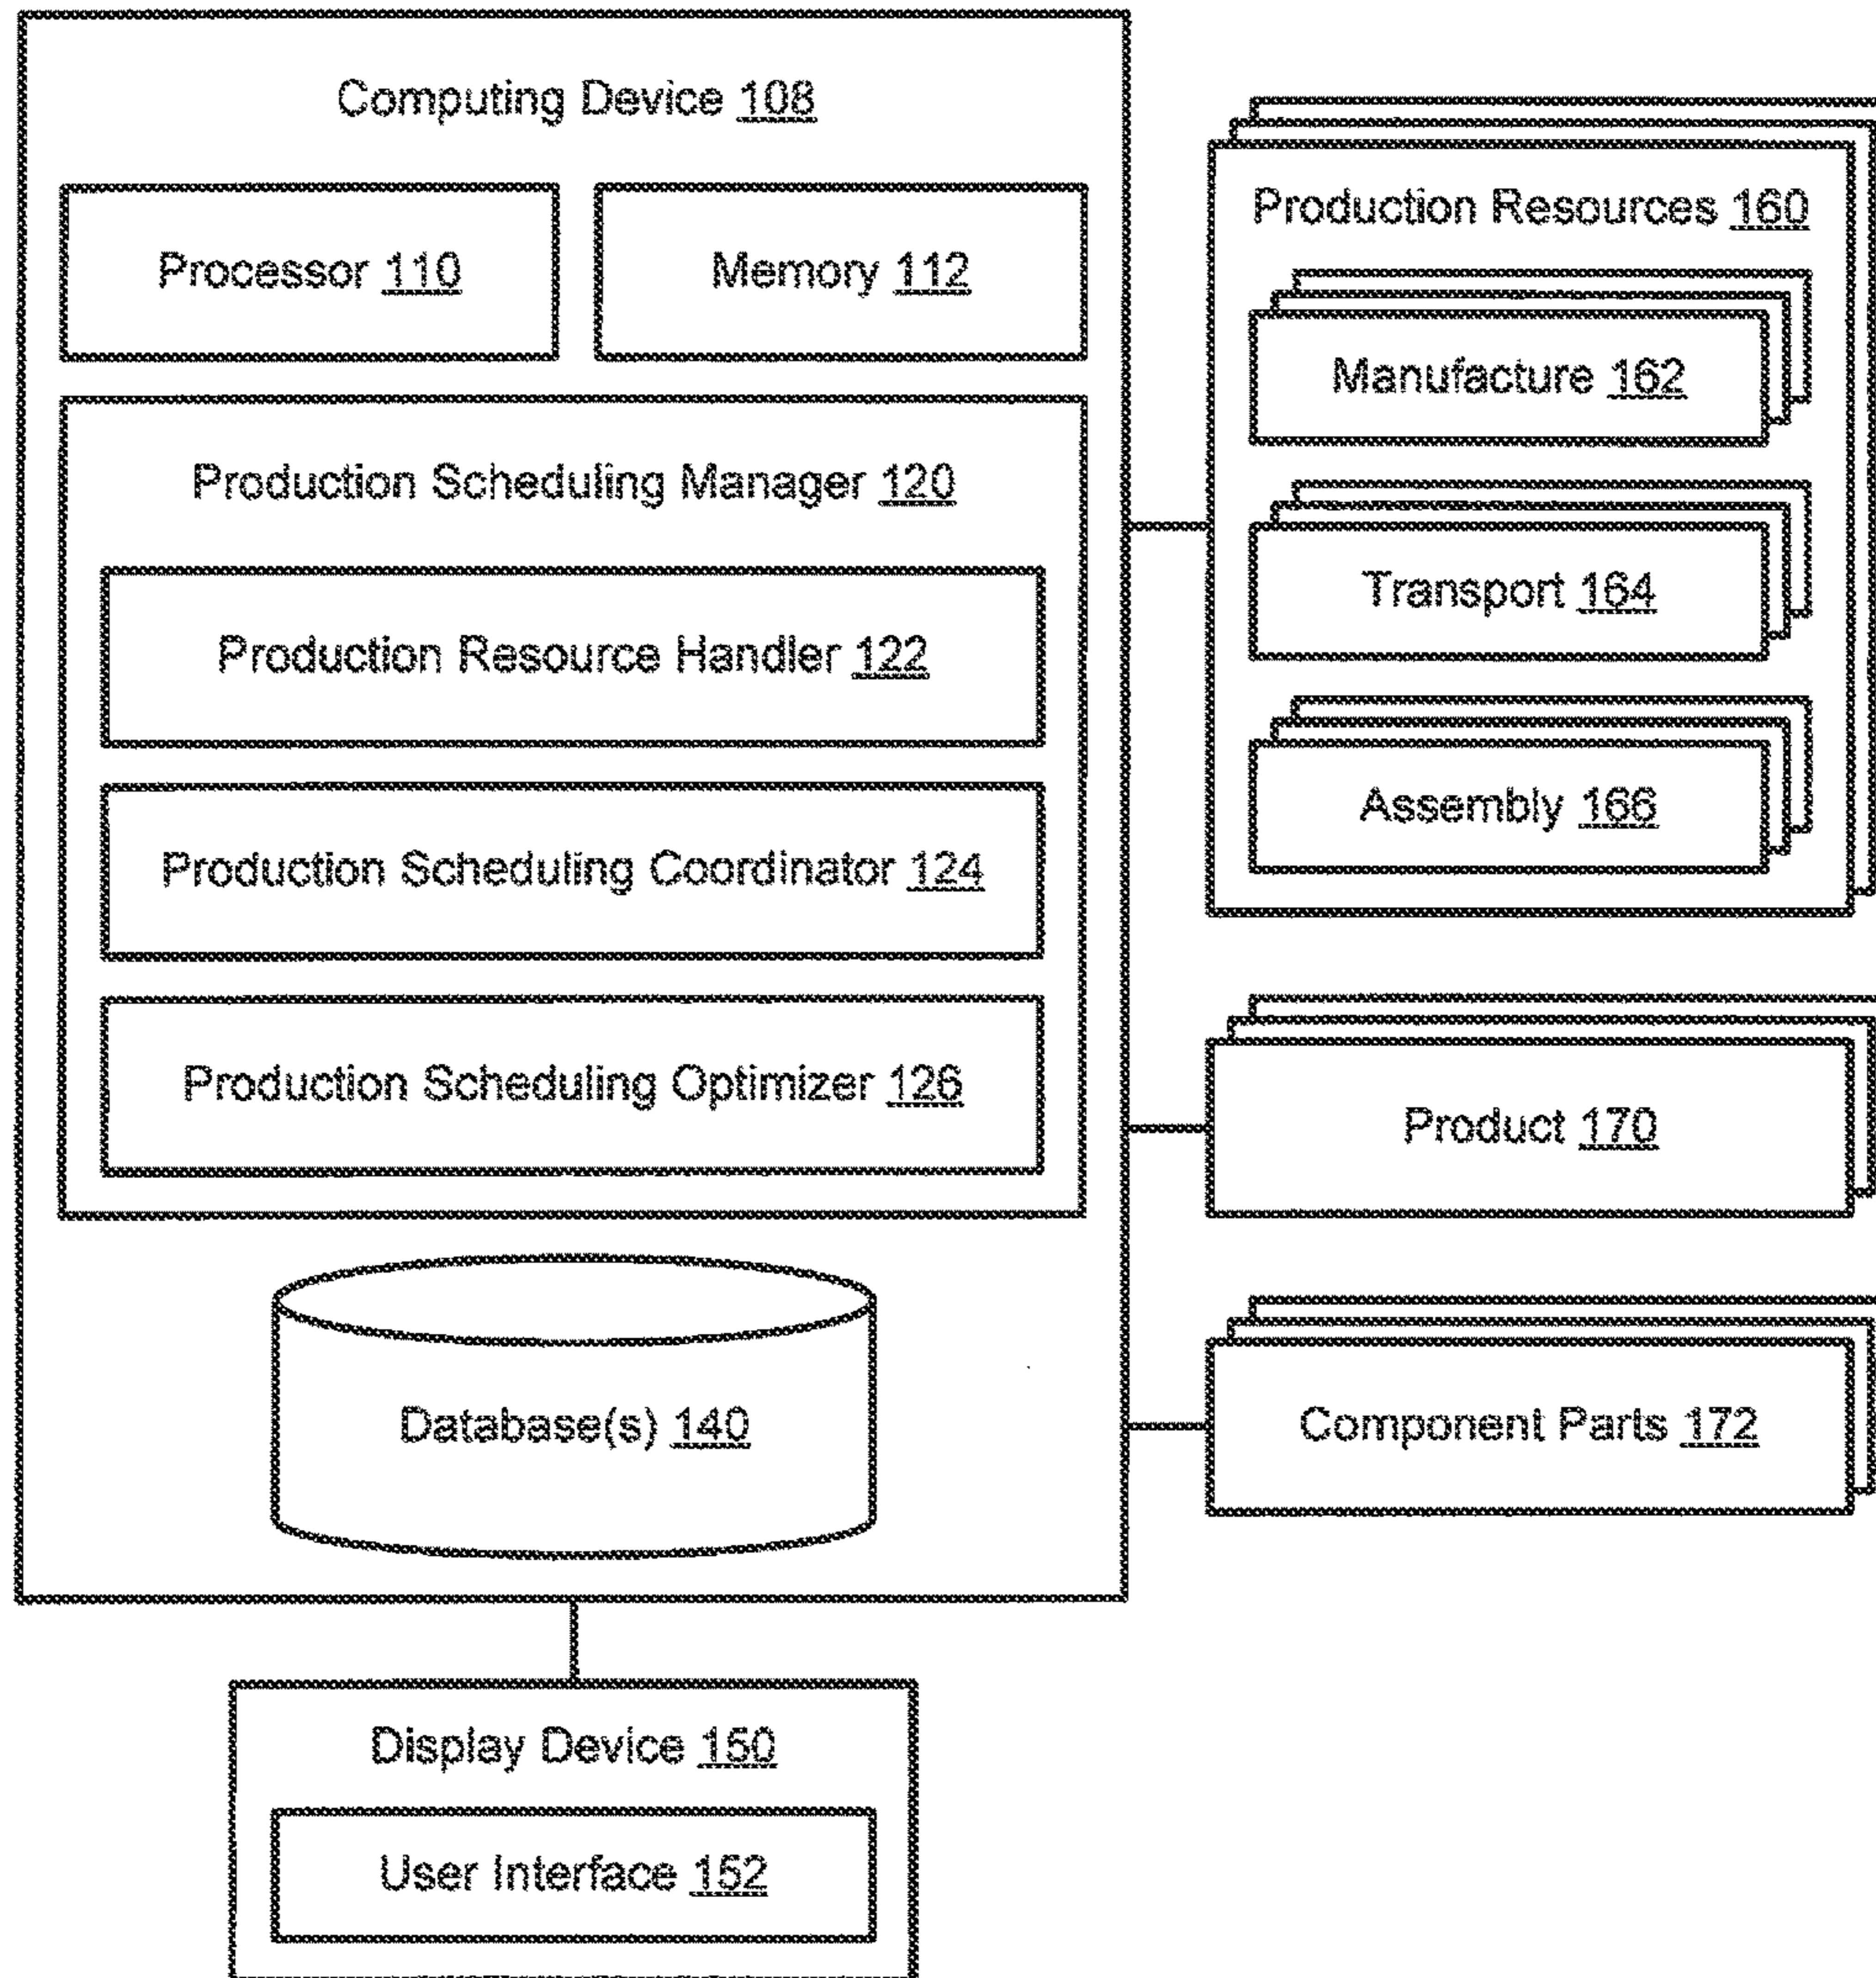 Computing Device 108
Processor 110
Memory 112
Production Scheduling Manager 120
Production Resource Handler 122
Production Scheduling Coordinator 124
Production Scheduling Optimizer 126
Database(s) 140
Display Device 150
User Interface 152
Production Resources 160
Manufacture 162
Transport 164
Assembly 166
Product 170
Component Parts 172